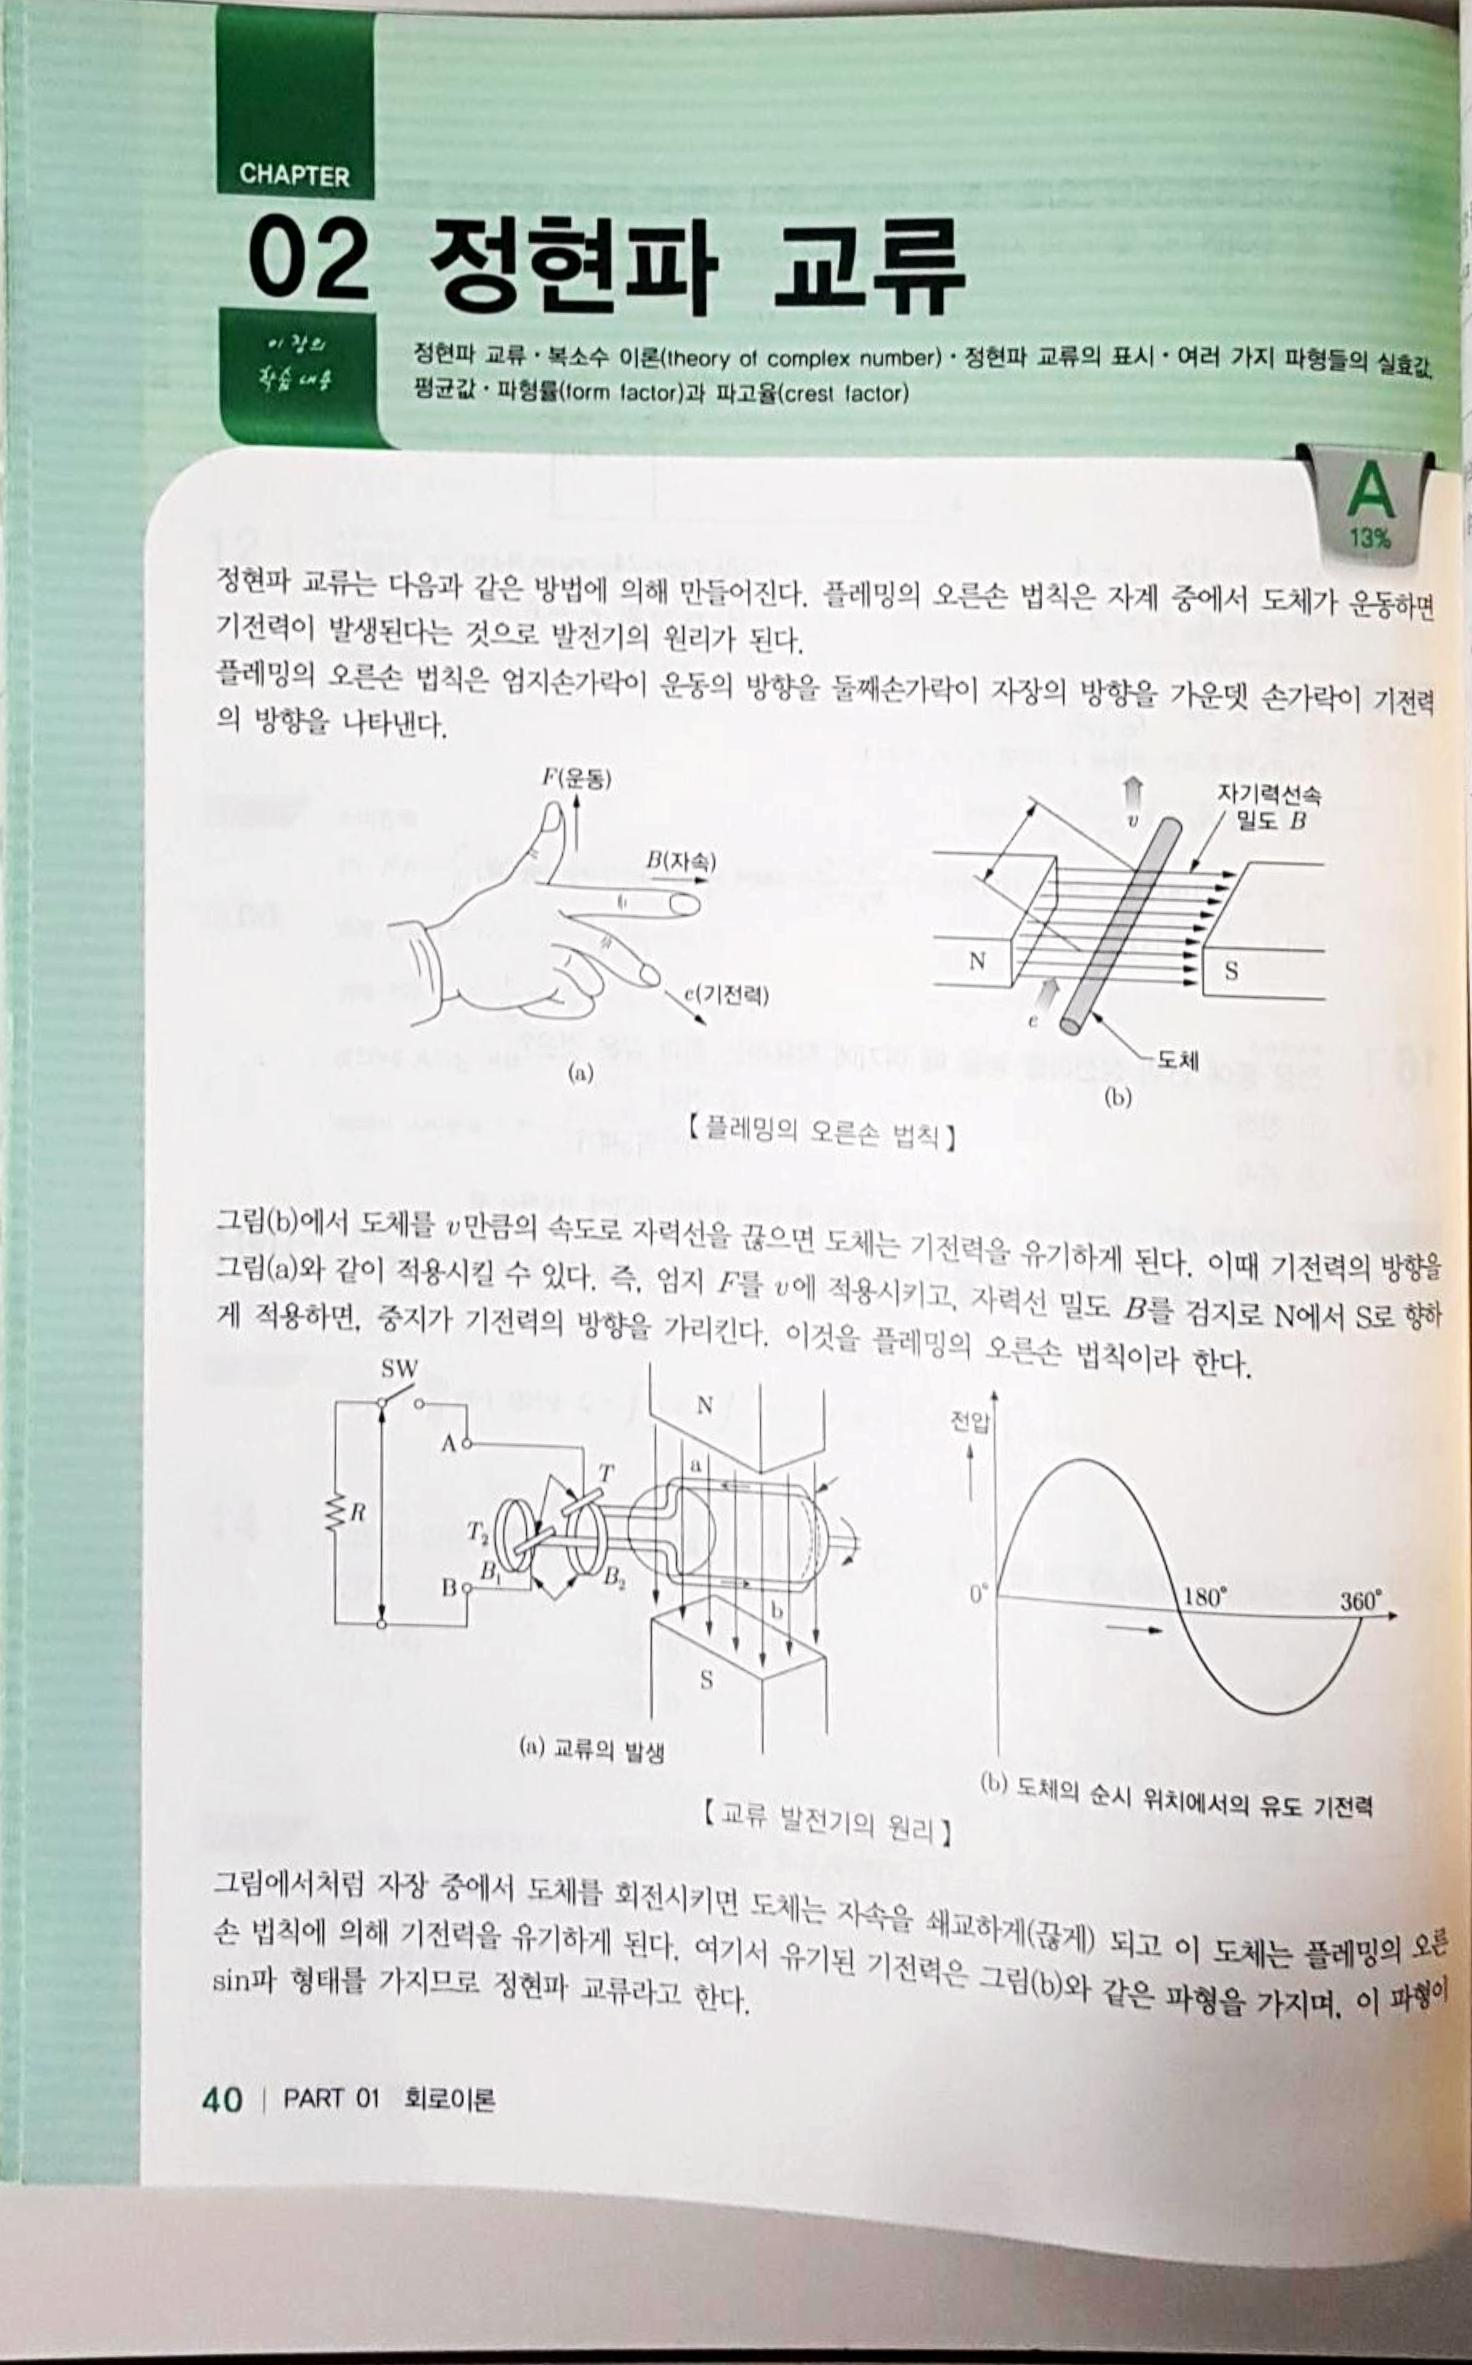 CHAPTER
02 정현파 교류
이 장의
학습 내용
정현파 교류 · 복소수 이론(theory of complex number) · 정현파 교류의 표시 · 여러 가지 파형들의 실효값,
평균값 · 파형률(form factor)과 파고율(crest factor)
A
13%
정현파 교류는 다음과 같은 방법에 의해 만들어진다. 플레밍의 오른손 법칙은 자계 중에서 도체가 운동하면
기전력이 발생된다는 것으로 발전기의 원리가 된다.
플레밍의 오른손 법칙은 엄지손가락이 운동의 방향을 둘째손가락이 자장의 방향을 가운뎃 손가락이 기전력
의 방향을 나타낸다.
F(운동)
B(자속)
e(기전력)
(a)
v
자기력선속
밀도 B
N
S
e
도체
(b)
【 플레밍의 오른손 법칙 】
그림(b)에서 도체를 v만큼의 속도로 자력선을 끊으면 도체는 기전력을 유기하게 된다. 이때 기전력의 방향을
그림(a)와 같이 적용시킬 수 있다. 즉, 엄지 F를 v에 적용시키고, 자력선 밀도 B를 검지로 N에서 S로 향하
게 적용하면, 중지가 기전력의 방향을 가리킨다. 이것을 플레밍의 오른손 법칙이라 한다.
SW
A
R
B
T
T2
B1
B2
N
a
b
S
(a) 교류의 발생
전압
0°
180°
360°
(b) 도체의 순시 위치에서의 유도 기전력
【 교류 발전기의 원리 】
그림에서처럼 자장 중에서 도체를 회전시키면 도체는 자속을 쇄교하게(끊게) 되고 이 도체는 플레밍의 오른
손 법칙에 의해 기전력을 유기하게 된다. 여기서 유기된 기전력은 그림(b)와 같은 파형을 가지며, 이 파형이
sin파 형태를 가지므로 정현파 교류라고 한다.
40 | PART 01 회로이론